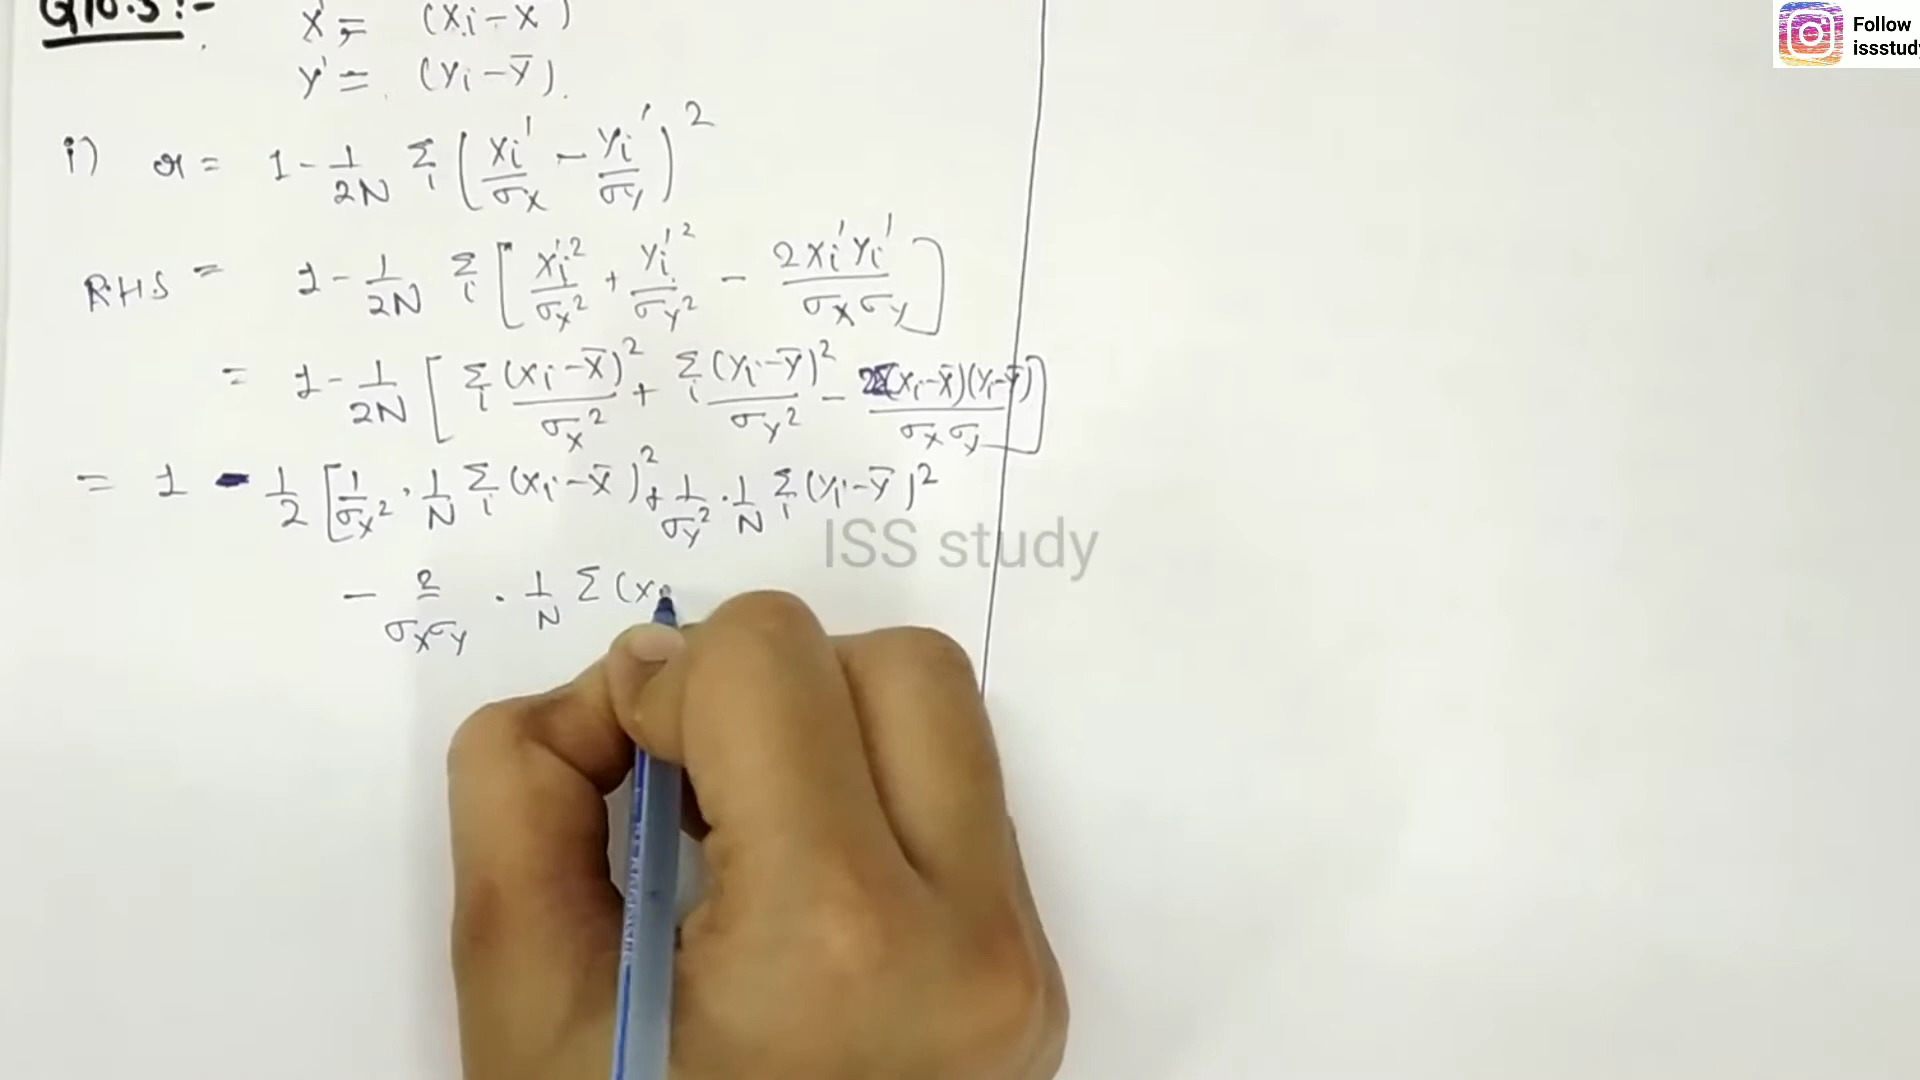 Q10.3:-
x' = (xi - x̄)
y' = (yi - ȳ).
i) r = 1 - 1/2N Σi (xi'/σx - yi'/σy)²
RHS = 1 - 1/2N Σi [xi'²/σx² + yi'²/σy² - 2xi'yi'/σxσy]
= 1 - 1/2N [Σi (xi - x̄)²/σx² + Σi (yi - ȳ)²/σy² - 2Σ(xi - x̄)(yi - ȳ)/σxσy]
= 1 - 1/2 [1/σx² · 1/N Σi (xi - x̄)² + 1/σy² · 1/N Σi (yi - ȳ)²
- 2/σxσy · 1/N Σ (x
ISS study
Follow
issstudy